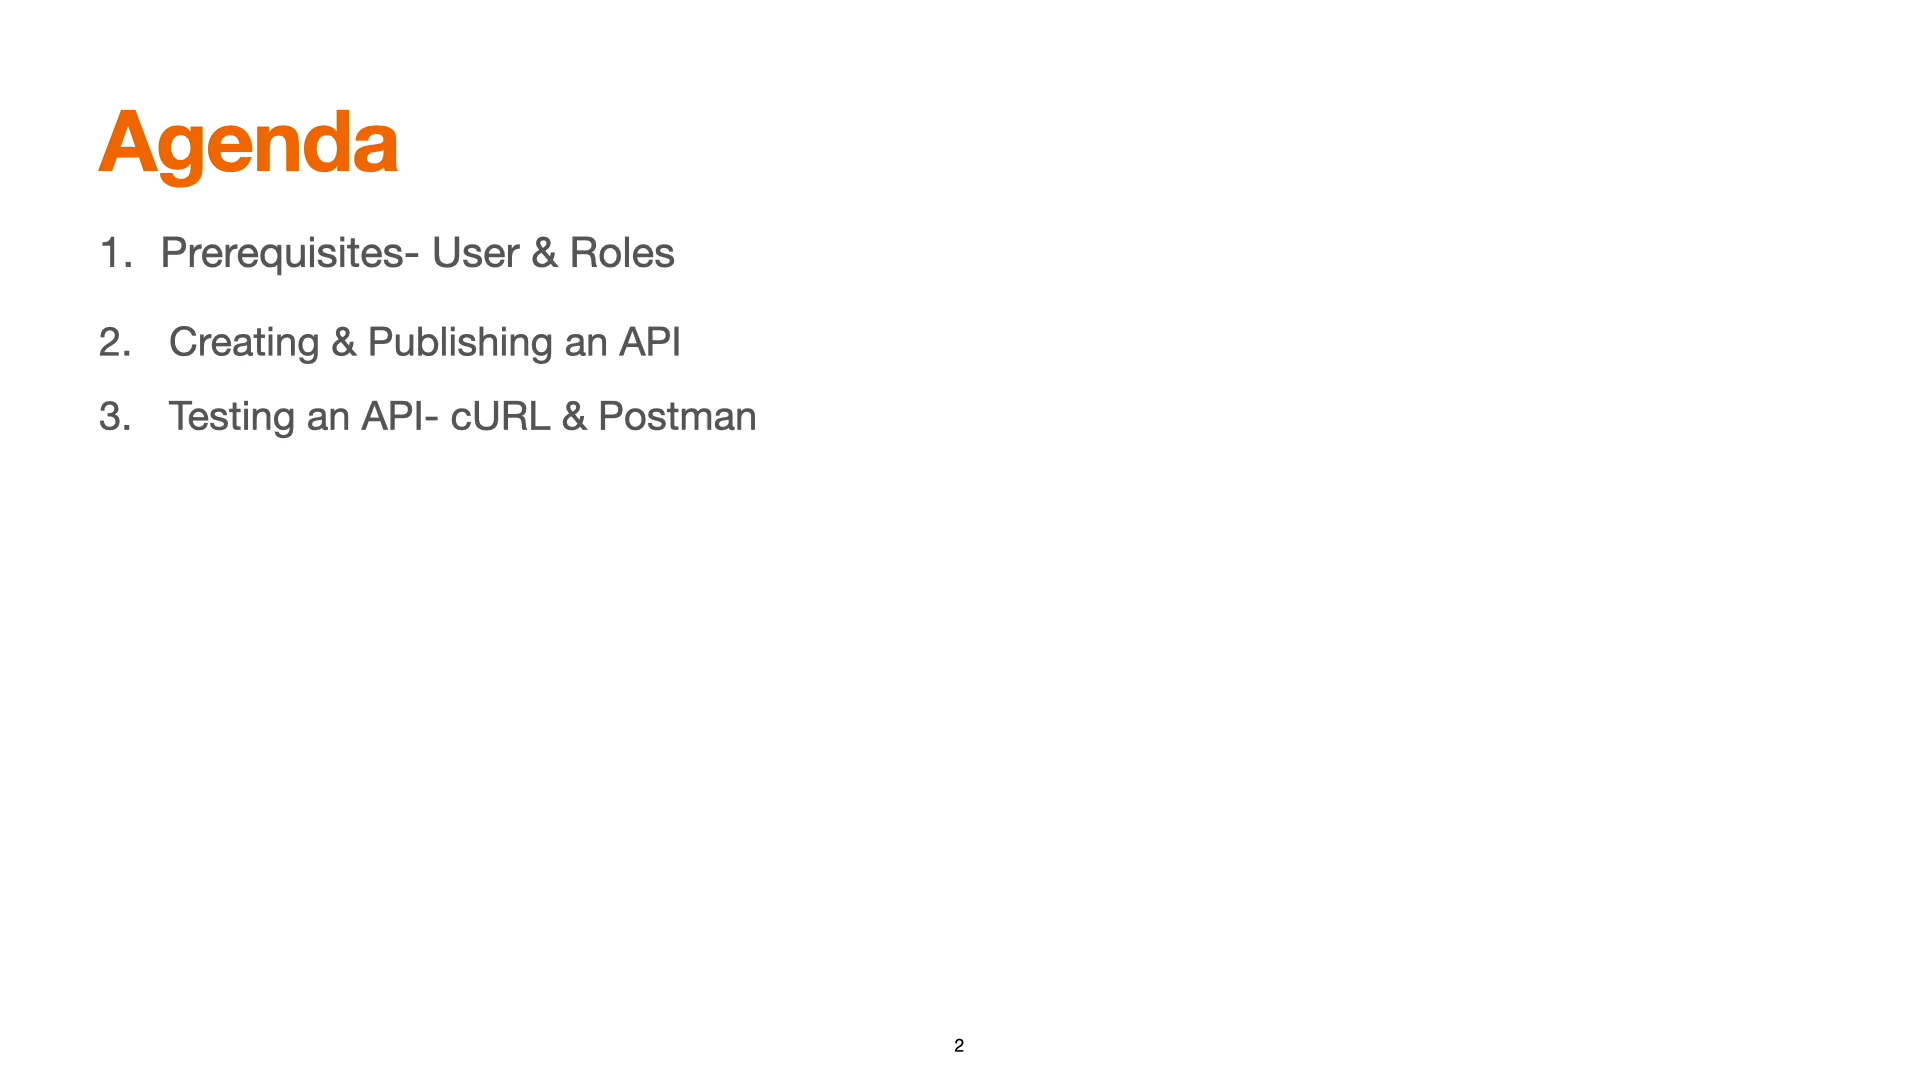 Agenda
1. Prerequisites- User & Roles
2. Creating & Publishing an API
3. Testing an API- cURL & Postman
2